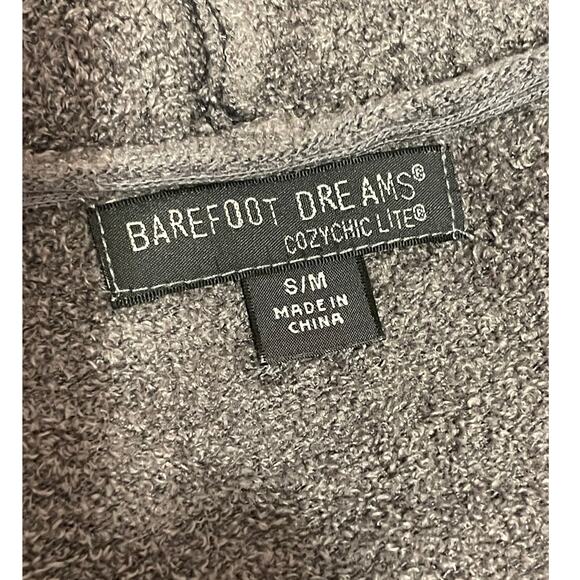 BAREFOOT DREAMS®
COZYCHIC LITE®
S/M
MADE IN
CHINA